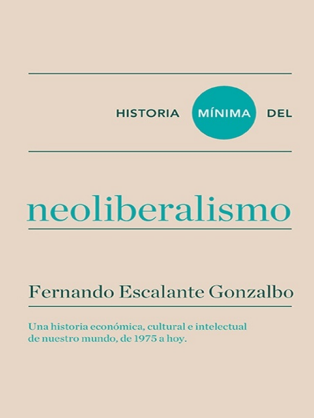 HISTORIA MÍNIMA DEL
neoliberalismo
Fernando Escalante Gonzalbo
Una historia económica, cultural e intelectual
de nuestro mundo, de 1975 a hoy.